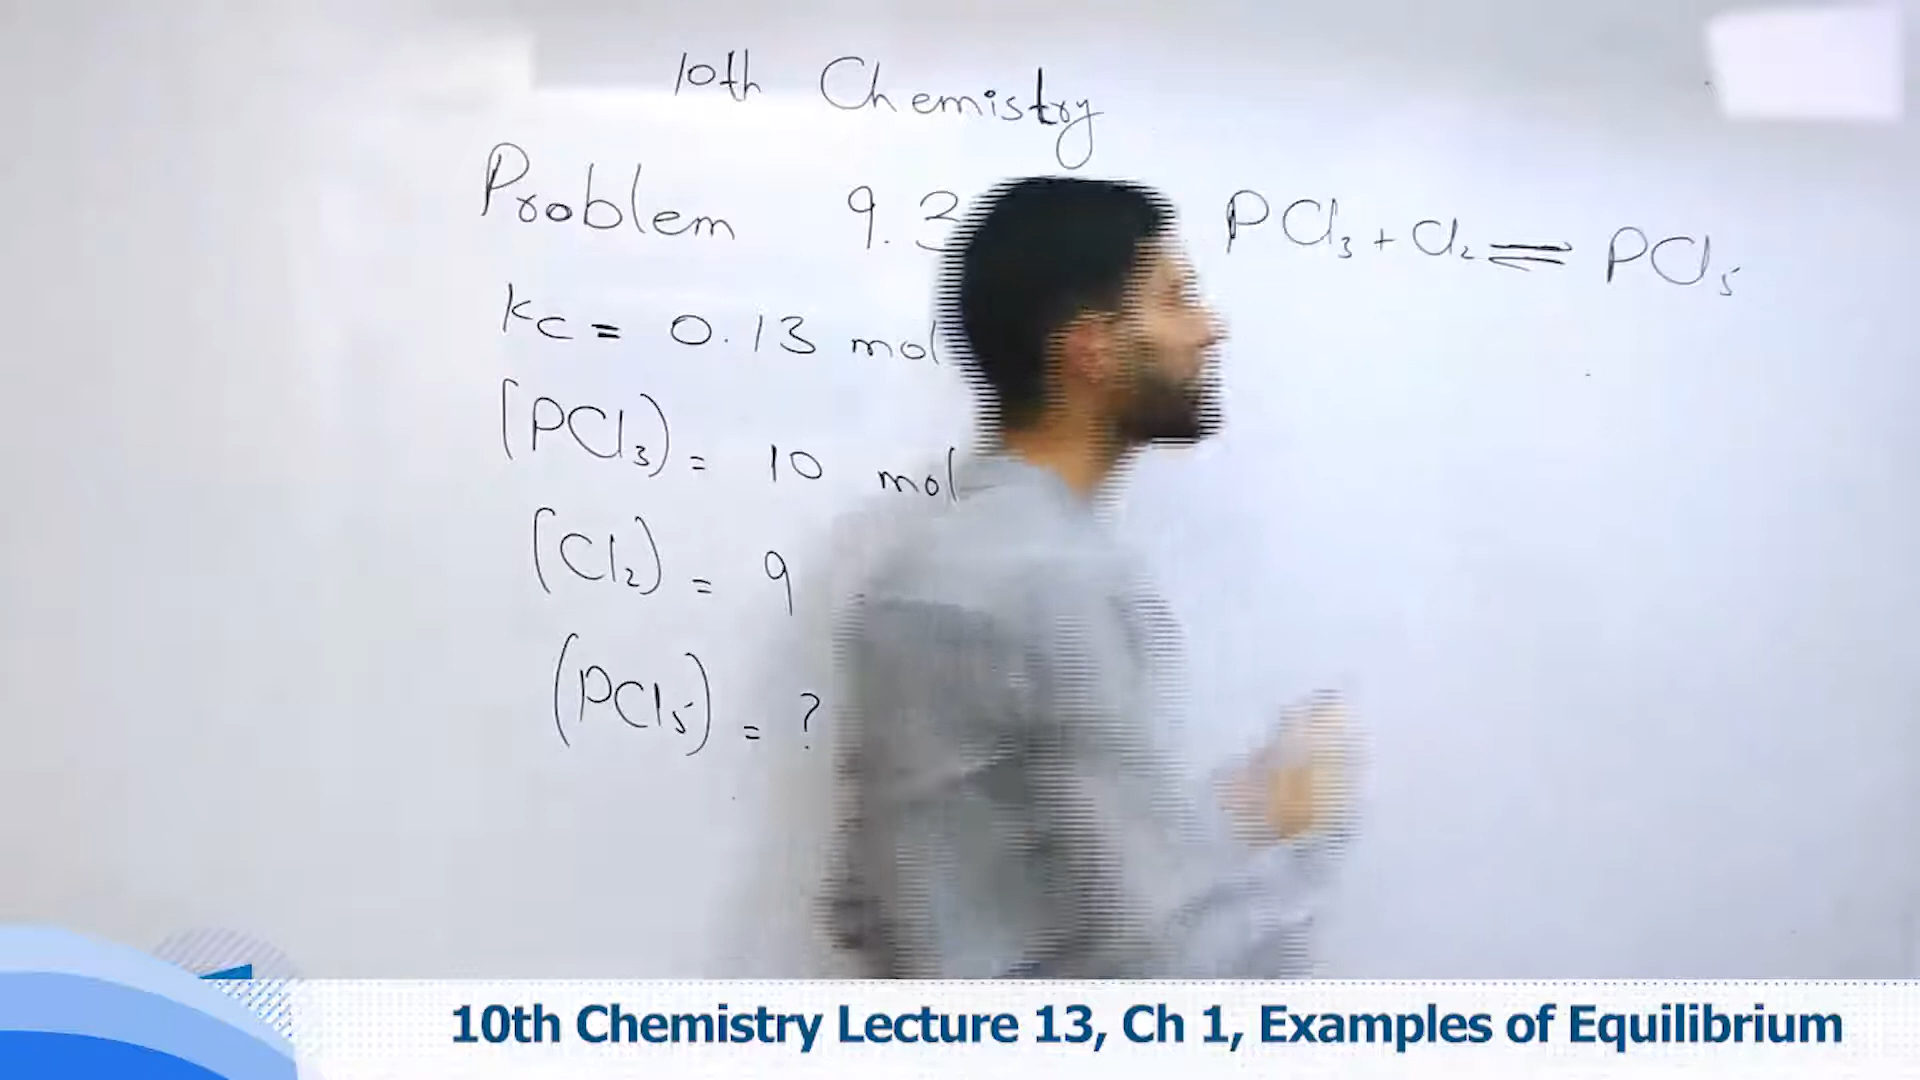 10th Chemistry
Problem 9.3
PCl₃ + Cl₂ ⇌ PCl₅
Kc = 0.13 mol
[PCl₃) = 10 mol
(Cl₂) = 9
(PCl₅) = ?
10th Chemistry Lecture 13, Ch 1, Examples of Equilibrium